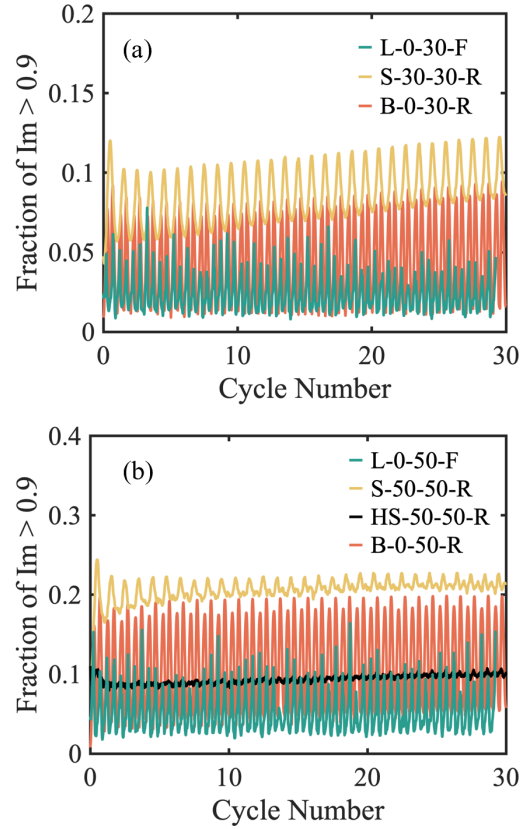 0.2
(a)
L-0-30-F
S-30-30-R
B-0-30-R
0.15
0.1
0.05
0
Fraction of Im > 0.9
0 10 20 30
Cycle Number
0.4
(b)
L-0-50-F
S-50-50-R
HS-50-50-R
B-0-50-R
0.3
0.2
0.1
0
Fraction of Im > 0.9
0 10 20 30
Cycle Number